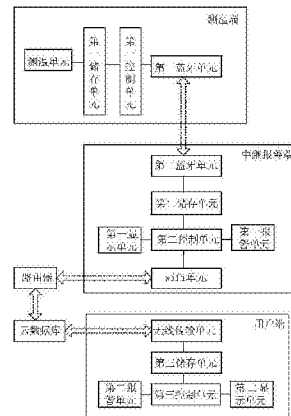 测温端
测温单元
第一储存单元
第一控制单元
第一蓝牙单元
中继报警端
第二蓝牙单元
第二储存单元
第一显
示单元
第二控制单元
第一报
警单元
wifi单元
路由器
云数据库
用户端
无线传输单元
第三储存单元
第二报
警单元
第三控制单元
第二显
示单元